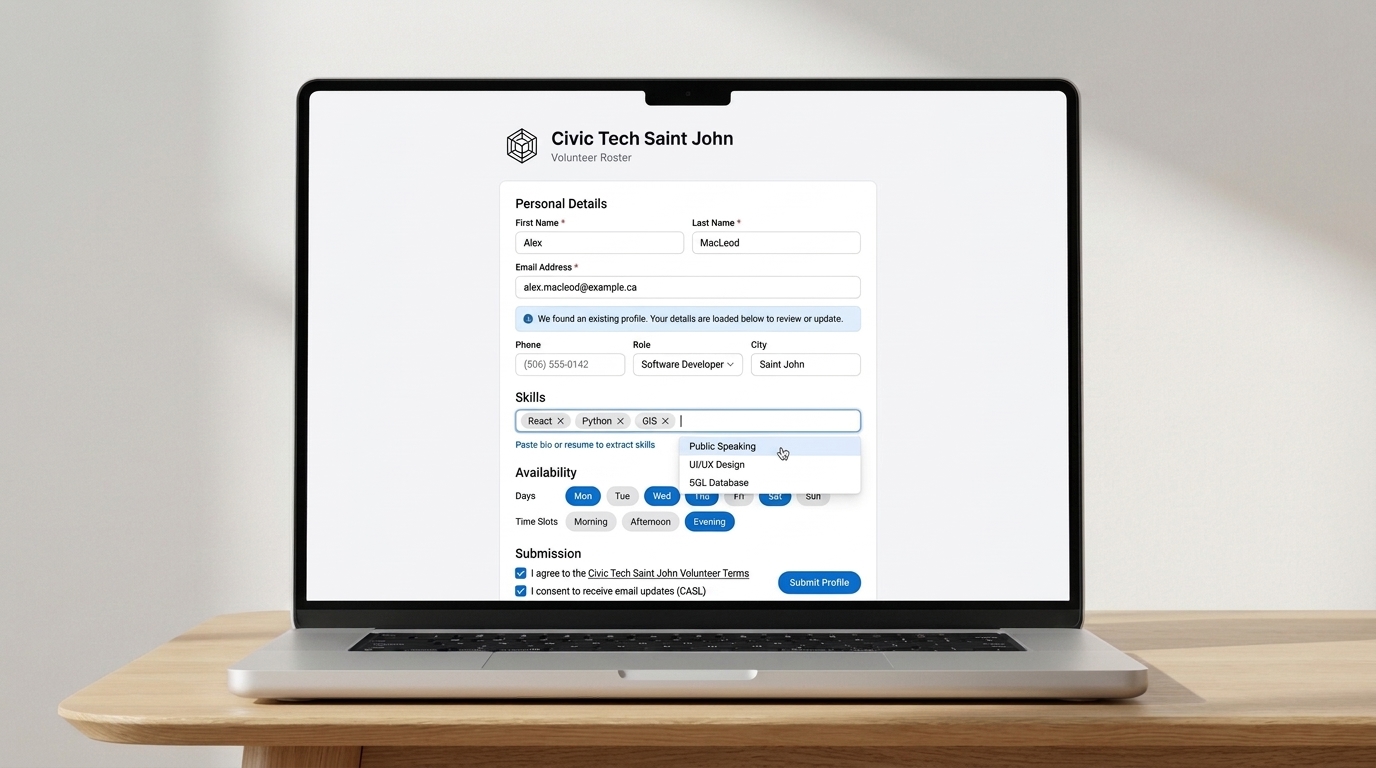 Civic Tech Saint John
Volunteer Roster
Personal Details
First Name * Last Name *
Alex MacLeod
Email Address *
alex.macleod@example.ca
We found an existing profile. Your details are loaded below to review or update.
Phone Role City
(506) 555-0142 Software Developer Saint John
Skills
React Python GIS
Paste bio or resume to extract skills
Public Speaking
UI/UX Design
5GL Database
Availability
Days Mon Tue Wed Thu Fri Sat Sun
Time Slots Morning Afternoon Evening
Submission
I agree to the Civic Tech Saint John Volunteer Terms
I consent to receive email updates (CASL)
Submit Profile